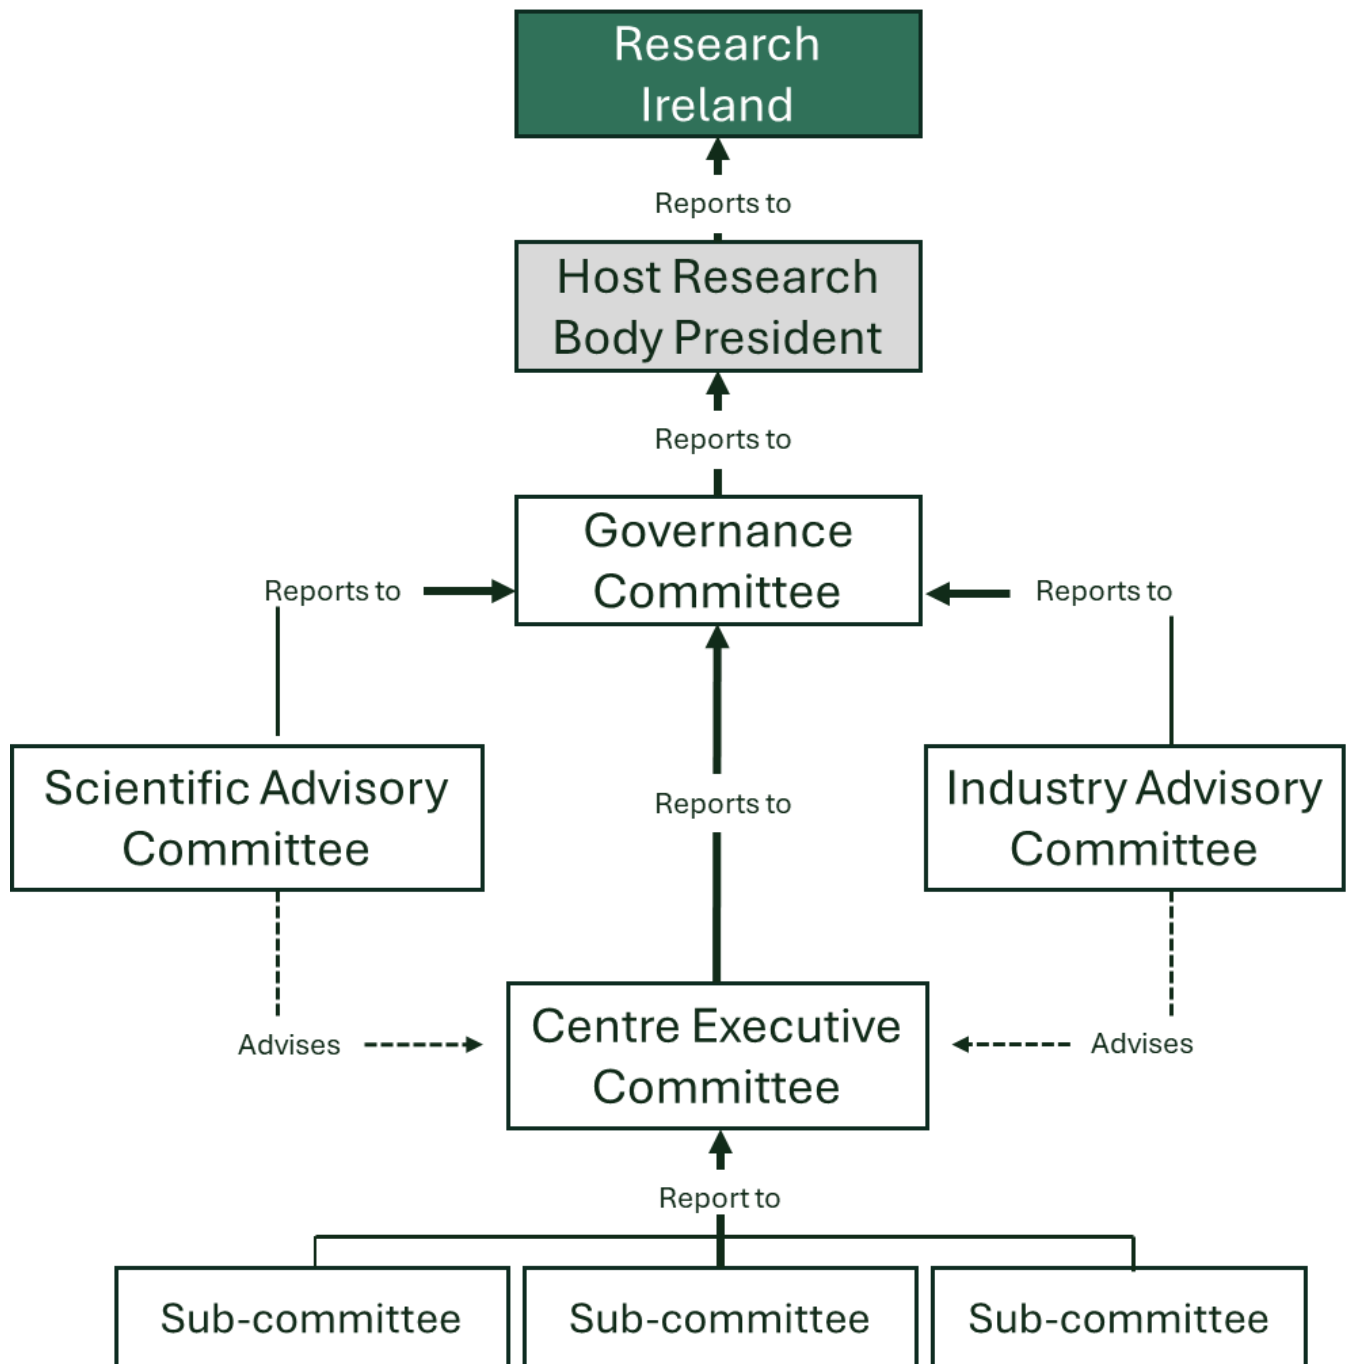 Research
Ireland
Reports to
Host Research
Body President
Reports to
Governance
Committee
Reports to
Reports to
Scientific Advisory
Committee
Reports to
Industry Advisory
Committee
Centre Executive
Committee
Advises
Advises
Report to
Sub-committee
Sub-committee
Sub-committee